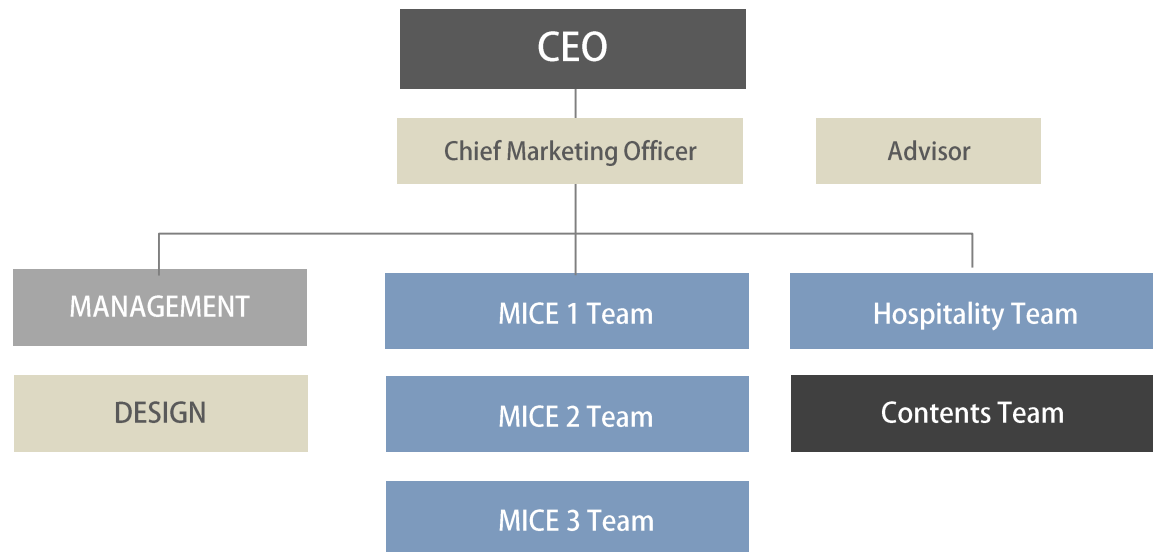 CEO
Chief Marketing Officer
Advisor
MANAGEMENT
MICE 1 Team
Hospitality Team
DESIGN
MICE 2 Team
Contents Team
MICE 3 Team